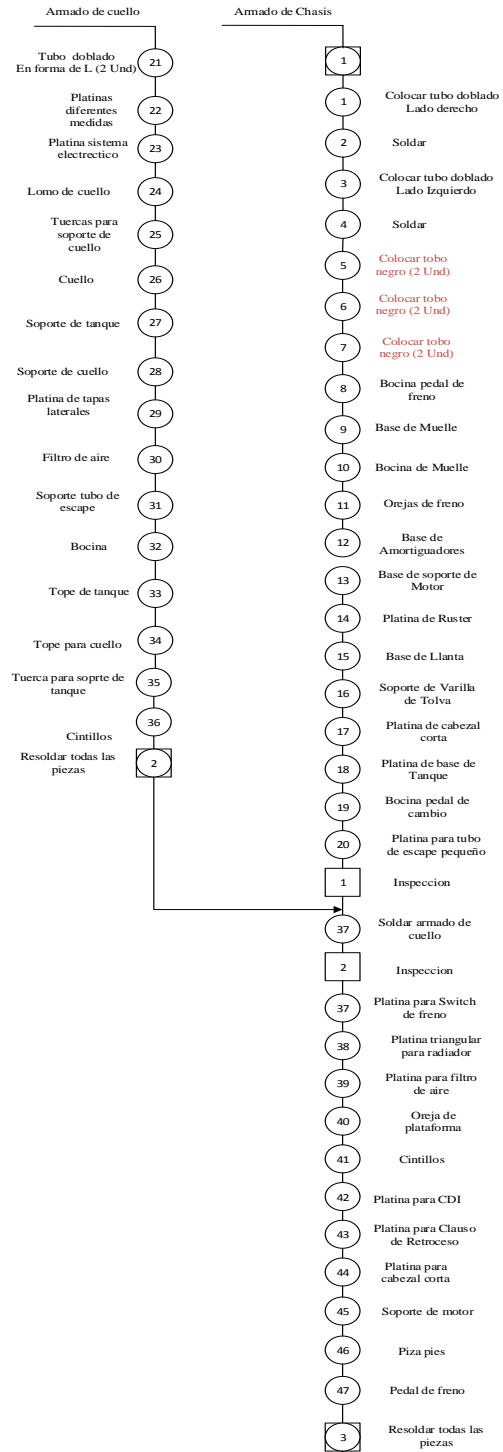 Armado de cuello
Tubo doblado
En forma de L (2 Und)
21
Platinas
diferentes
medidas
22
Platina sistema
electrectico
23
Lomo de cuello
24
Tuercas para
soporte de
cuello
25
Cuello
26
Soporte de tanque
27
Soporte de cuello
28
Platina de tapas
laterales
29
Filtro de aire
30
Soporte tubo de
escape
31
Bocina
32
Tope de tanque
33
Tope para cuello
34
Tuerca para soprte de
tanque
35
36
Cintillos
Resoldar todas las
piezas
2
Armado de Chasis
1
1
Colocar tubo doblado
Lado derecho
2
Soldar
3
Colocar tubo doblado
Lado Izquierdo
4
Soldar
5
Colocar tobo
negro (2 Und)
6
Colocar tobo
negro (2 Und)
7
Colocar tobo
negro (2 Und)
8
Bocina pedal de
freno
9
Base de Muelle
10
Bocina de Muelle
11
Orejas de freno
12
Base de
Amortiguadores
13
Base de soporte de
Motor
14
Platina de Ruster
15
Base de Llanta
16
Soporte de Varilla
de Tolva
17
Platina de cabezal
corta
18
Platina de base de
Tanque
19
Bocina pedal de
cambio
20
Platina para tubo
de escape pequeño
1
Inspeccion
37
Soldar armado de
cuello
2
Inspeccion
37
Platina para Switch
de freno
38
Platina triangular
para radiador
39
Platina para filtro
de aire
40
Oreja de
plataforma
41
Cintillos
42
Platina para CDI
43
Platina para Clauso
de Retroceso
44
Platina para
cabezal corta
45
Soporte de motor
46
Piza pies
47
Pedal de freno
3
Resoldar todas las
piezas